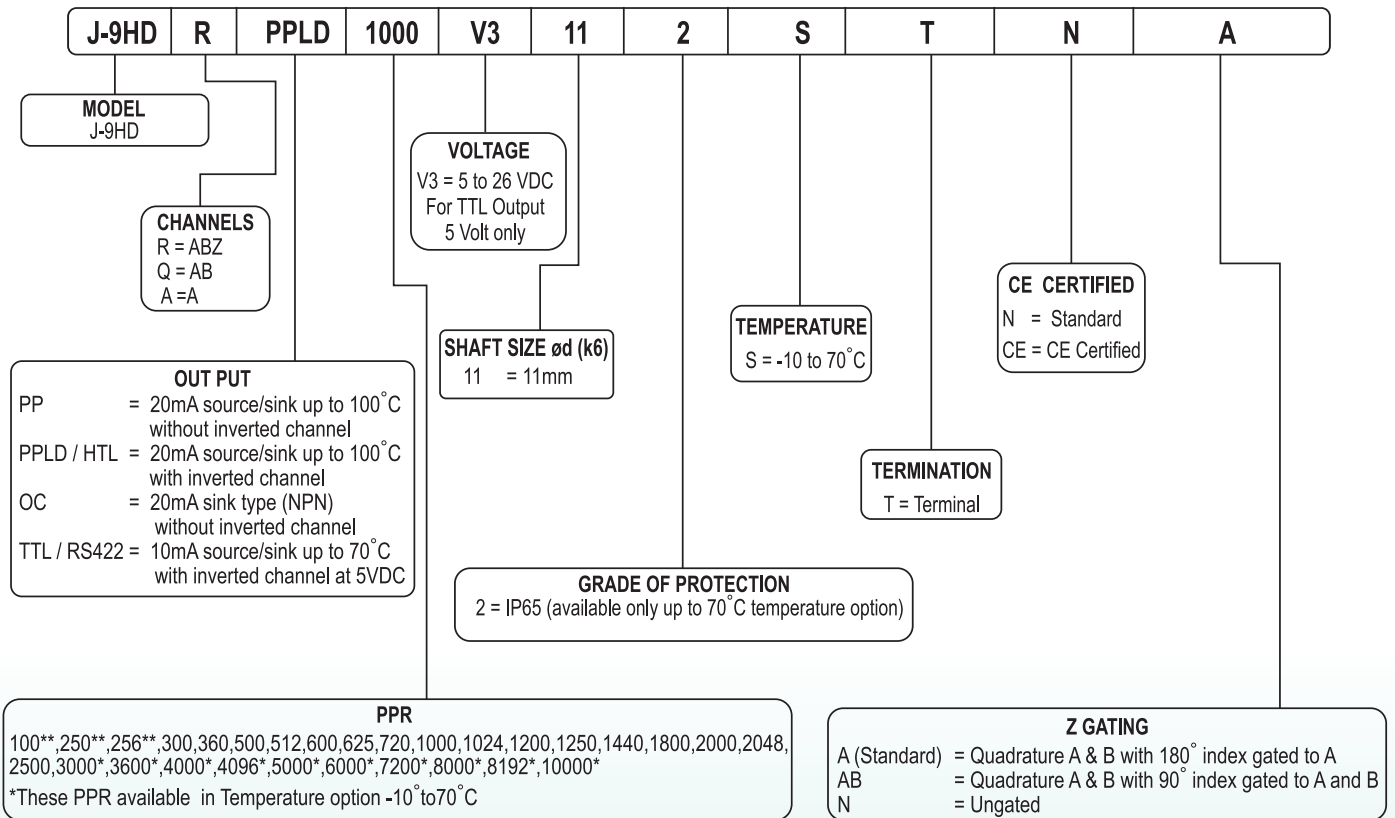 J-9HD R PPLD 1000 V3 11 2 S T N A
MODEL
J-9HD
CHANNELS
R = ABZ
Q = AB
A =A
VOLTAGE
V3 = 5 to 26 VDC
For TTL Output
5 Volt only
OUT PUT
PP = 20mA source/sink up to 100°C
without inverted channel
PPLD / HTL = 20mA source/sink up to 100°C
with inverted channel
OC = 20mA sink type (NPN)
without inverted channel
TTL / RS422 = 10mA source/sink up to 70°C
with inverted channel at 5VDC
SHAFT SIZE ød (k6)
11 = 11mm
TEMPERATURE
S = -10 to 70°C
CE CERTIFIED
N = Standard
CE = CE Certified
TERMINATION
T = Terminal
GRADE OF PROTECTION
2 = IP65 (available only up to 70°C temperature option)
PPR
100**,250**,256**,300,360,500,512,600,625,720,1000,1024,1200,1250,1440,1800,2000,2048,
2500,3000*,3600*,4000*,4096*,5000*,6000*,7200*,8000*,8192*,10000*
*These PPR available in Temperature option -10°to70°C
Z GATING
A (Standard) = Quadrature A & B with 180° index gated to A
AB = Quadrature A & B with 90° index gated to A and B
N = Ungated